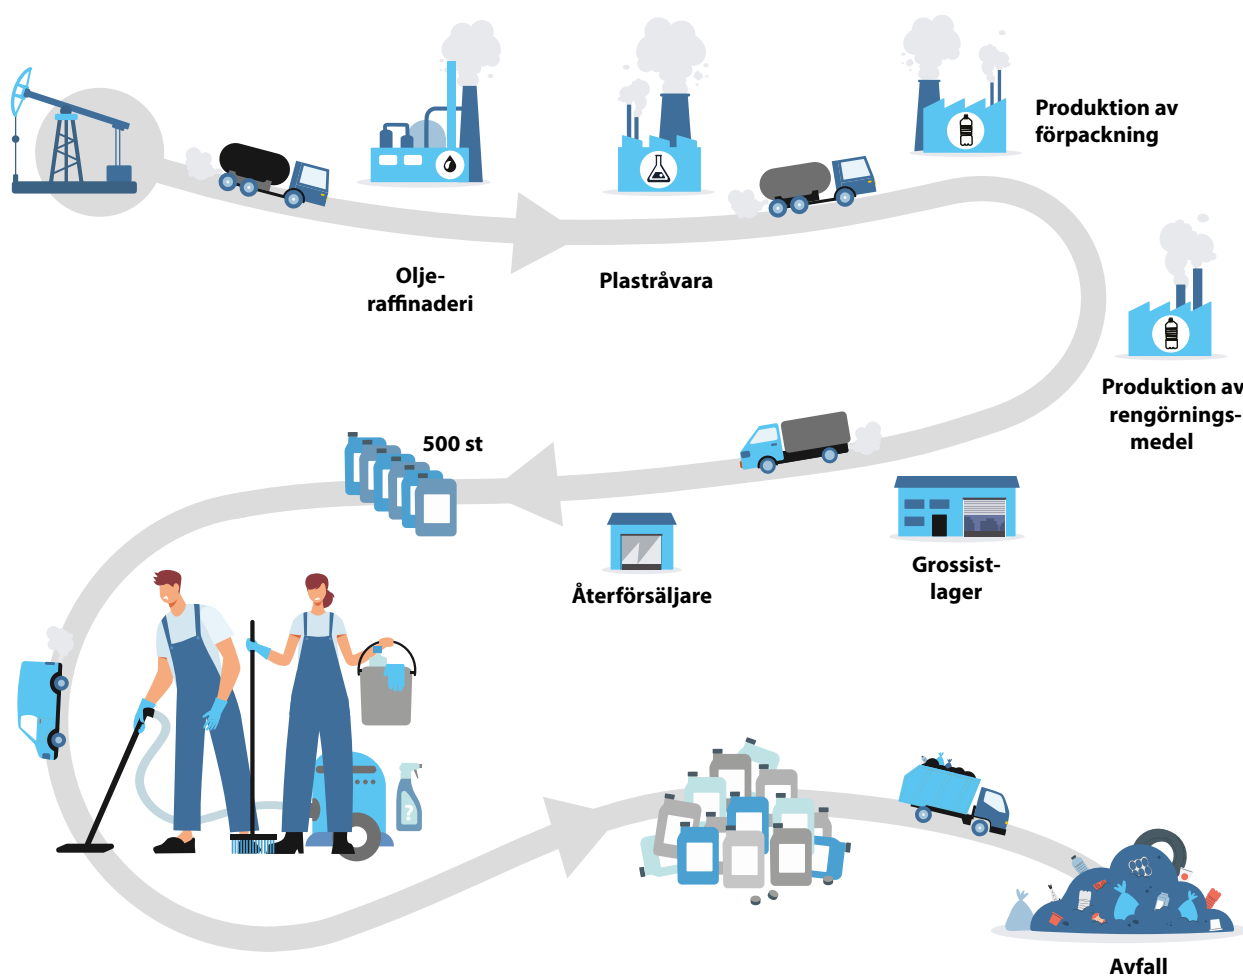 Produktion av
förpackning
Olje-
raffinaderi
Plastråvara
Produktion av
rengörnings-
medel
500 st
Återförsäljare
Grossist-
lager
?
Avfall